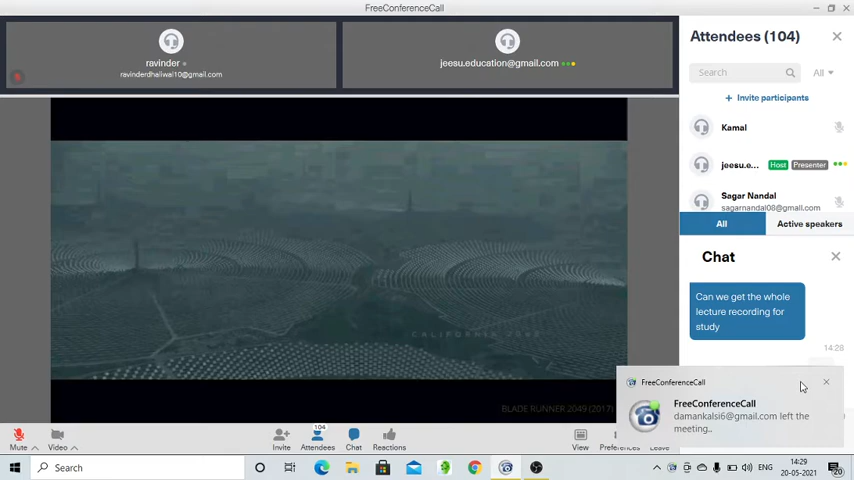 FreeConferenceCall
ravinder
ravinderdhaliwal10@gmail.com
jeesu.education@gmail.com
Attendees (104)
Search
All
+ Invite participants
Kamal
jeesu.e...
Host
Presenter
Sagar Nandal
sagarnandal08@gmail.com
All
Active speakers
Chat
Can we get the whole
lecture recording for
study
14:28
CALIFORNIA 2049
BLADE RUNNER 2049 (2017)
FreeConferenceCall
FreeConferenceCall
damankalsi6@gmail.com left the
meeting..
Mute
Video
Invite
104
Attendees
Chat
Reactions
View
Preferences
Leave
Search
ENG
14:29
20-05-2021
20